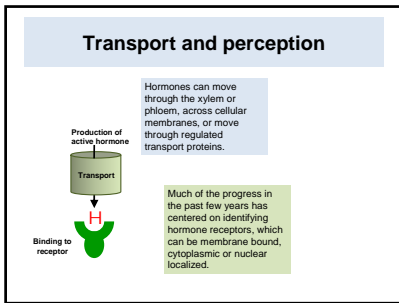 Transport and perception
Hormones can move
through the xylem or
phloem, across cellular
membranes, or move
through regulated
transport proteins.
Production of
active hormone
Transport
H
Binding to
receptor
Much of the progress in
the past few years has
centered on identifying
hormone receptors, which
can be membrane bound,
cytoplasmic or nuclear
localized.